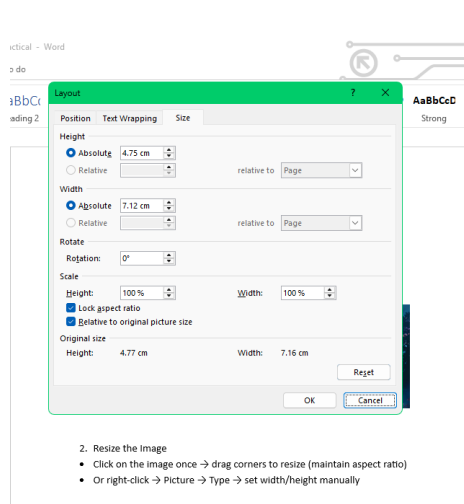 actical - Word
o do
aBbCc
AaBbCcD
ading 2
Strong
Layout ? ×
Position Text Wrapping Size
Height
Absolute 4.75 cm
Relative relative to Page
Width
Absolute 7.12 cm
Relative relative to Page
Rotate
Rotation: 0°
Scale
Height: 100 % Width: 100 %
Lock aspect ratio
Relative to original picture size
Original size
Height: 4.77 cm Width: 7.16 cm
Reset
OK Cancel
2. Resize the Image
• Click on the image once → drag corners to resize (maintain aspect ratio)
• Or right-click → Picture → Type → set width/height manually